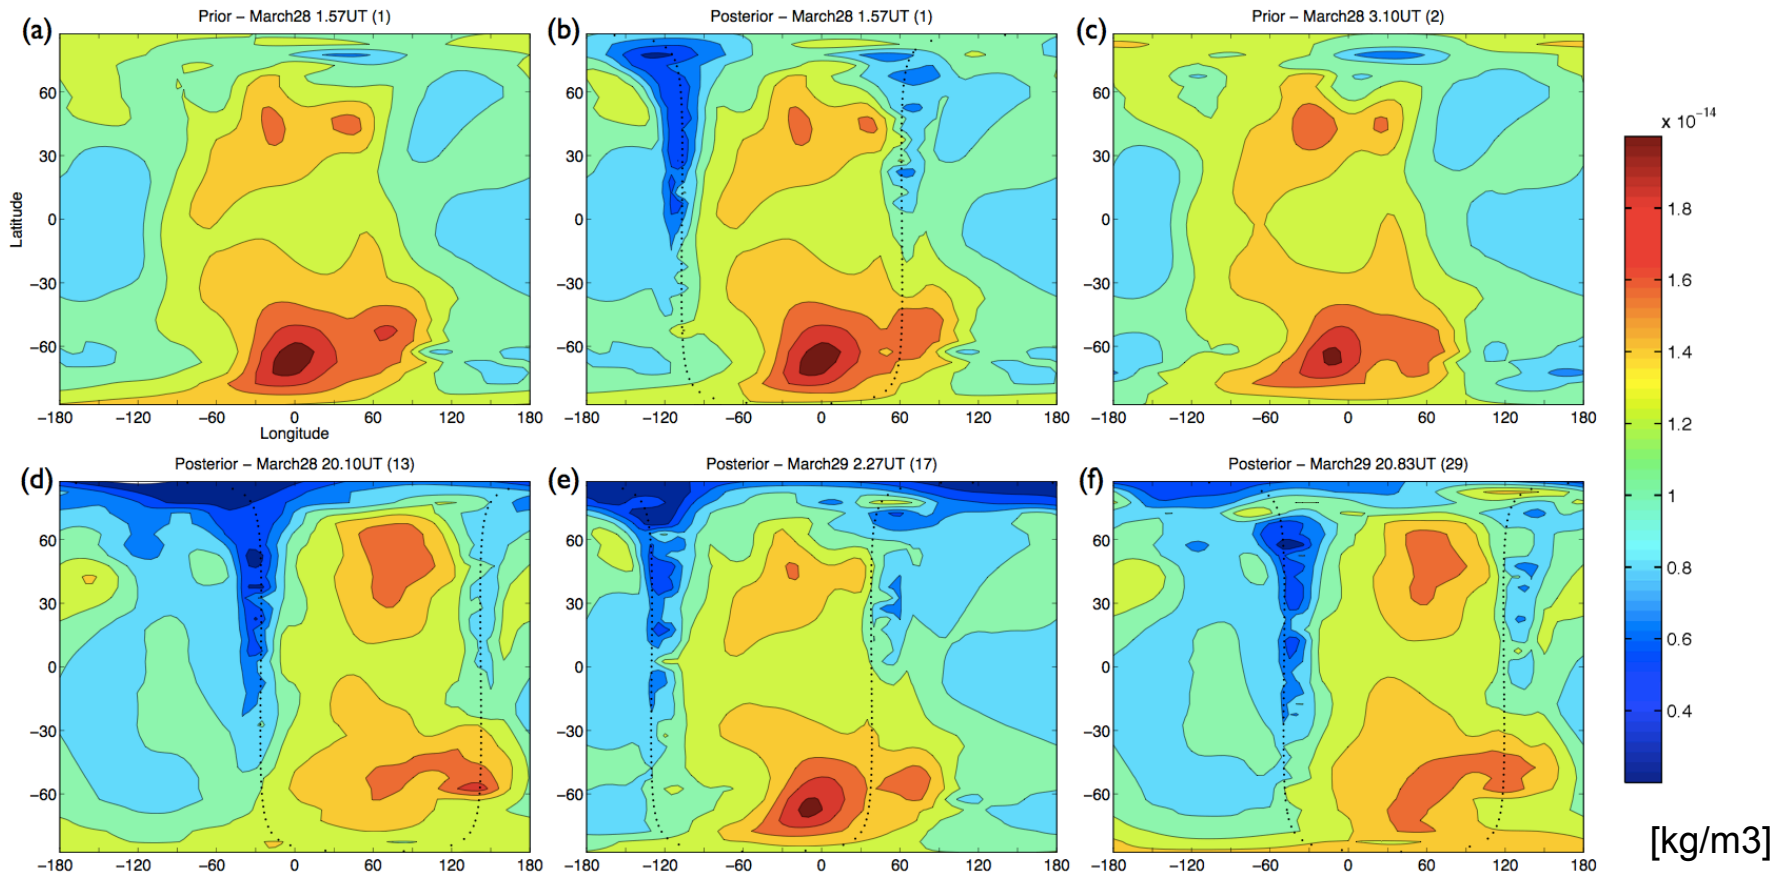 (a) Prior – March28 1.57UT (1)
(b) Posterior – March28 1.57UT (1)
(c) Prior – March28 3.10UT (2)
x 10−14
60
30
0
−30
−60
Latitude
−180 −120 −60 0 60 120 180
Longitude
60
30
0
−30
−60
−180 −120 −60 0 60 120 180
60
30
0
−30
−60
−60 0 60 120 180
1.8
1.6
1.4
1.2
1
0.8
0.6
0.4
(d) Posterior – March28 20.10UT (13)
(e) Posterior – March29 2.27UT (17)
(f) Posterior – March29 20.83UT (29)
60
30
0
−30
−60
−180 −120 −60 0 60 120 180
60
30
0
−30
−60
−180 −120 −60 0 60 120 180
60
30
0
−30
−60
−180 −120 −60 0 60 120 180
[kg/m3]